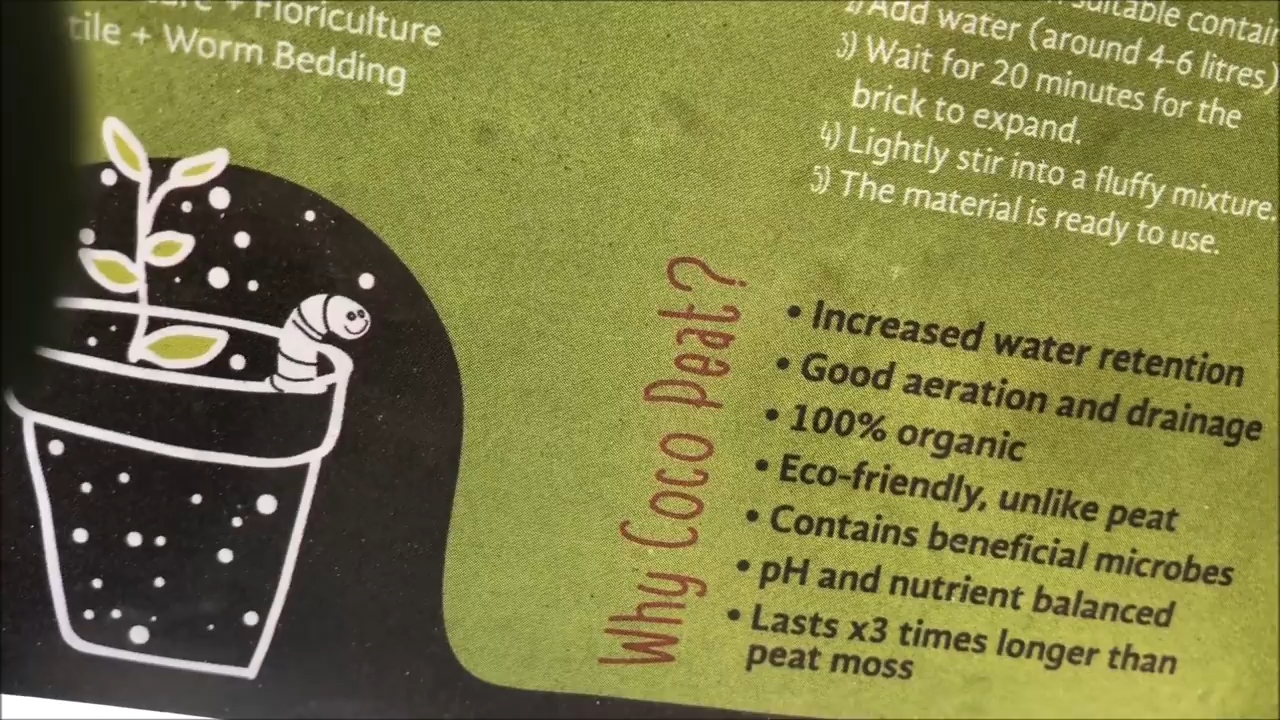 + Floriculture
+ Worm Bedding
2) Add water (around 4-6 litres)
3) Wait for 20 minutes for the
brick to expand.
4) Lightly stir into a fluffy mixture.
5) The material is ready to use.
Why Coco Peat?
• Increased water retention
• Good aeration and drainage
• 100% organic
• Eco-friendly, unlike peat
• Contains beneficial microbes
• pH and nutrient balanced
• Lasts x3 times longer than
peat moss